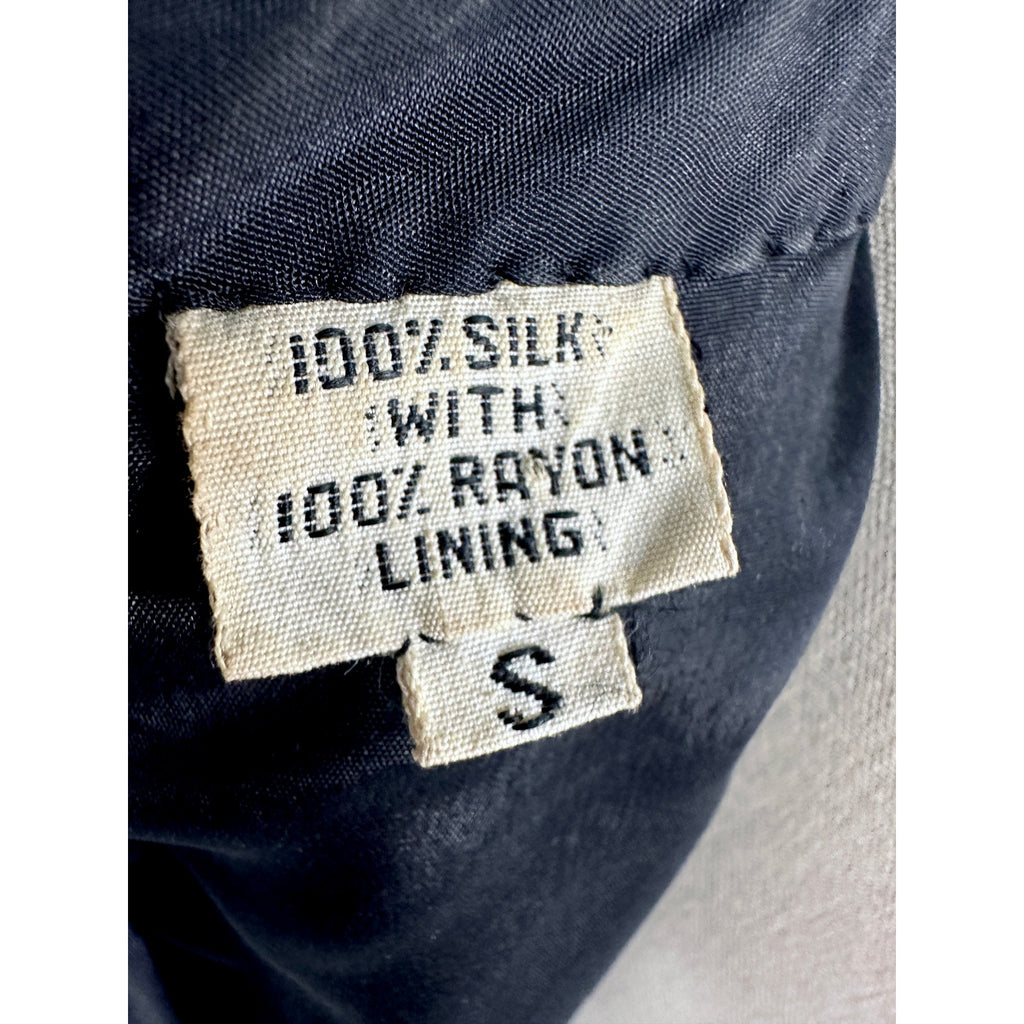 100% SILK
WITH
100% RAYON
LINING
S